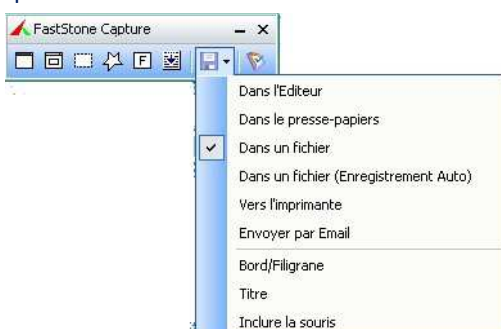 FastStone Capture
F
Dans l'Editeur
Dans le presse-papiers
Dans un fichier
Dans un fichier (Enregistrement Auto)
Vers l'imprimante
Envoyer par Email
Bord/Filigrane
Titre
Inclure la souris